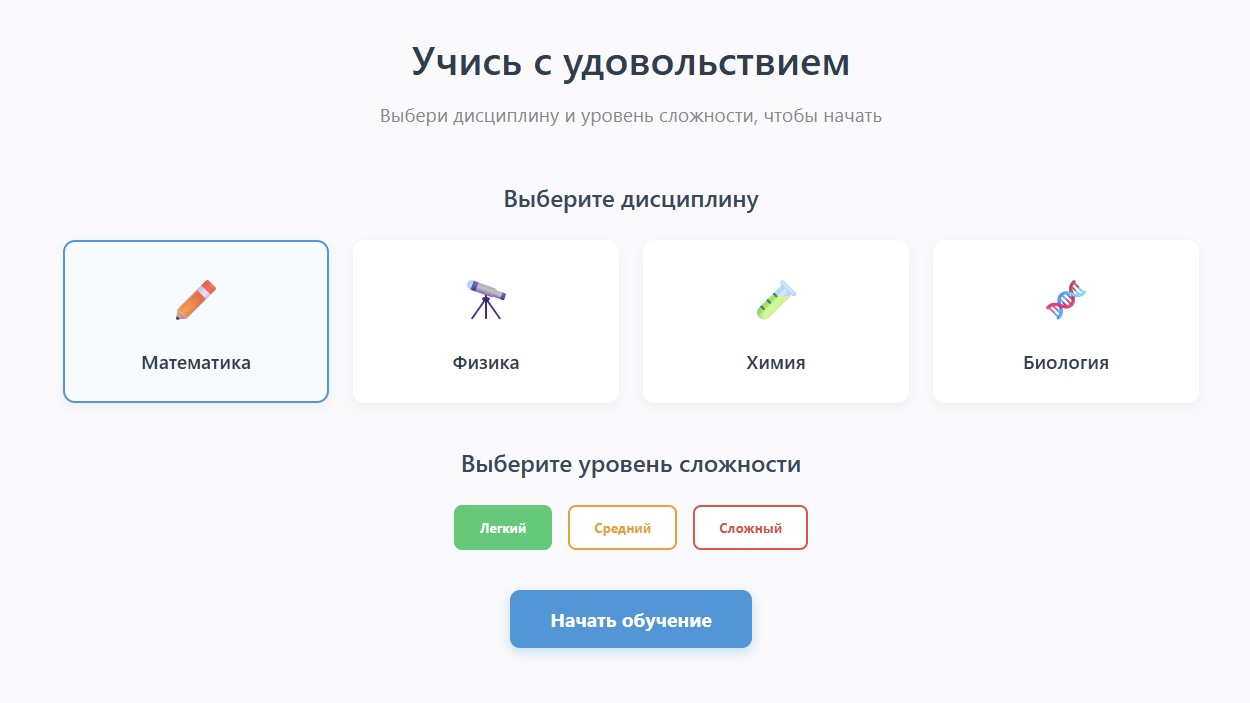 Учись с удовольствием
Выбери дисциплину и уровень сложности, чтобы начать
Выберите дисциплину
Математика
Физика
Химия
Биология
Выберите уровень сложности
Легкий
Средний
Сложный
Начать обучение